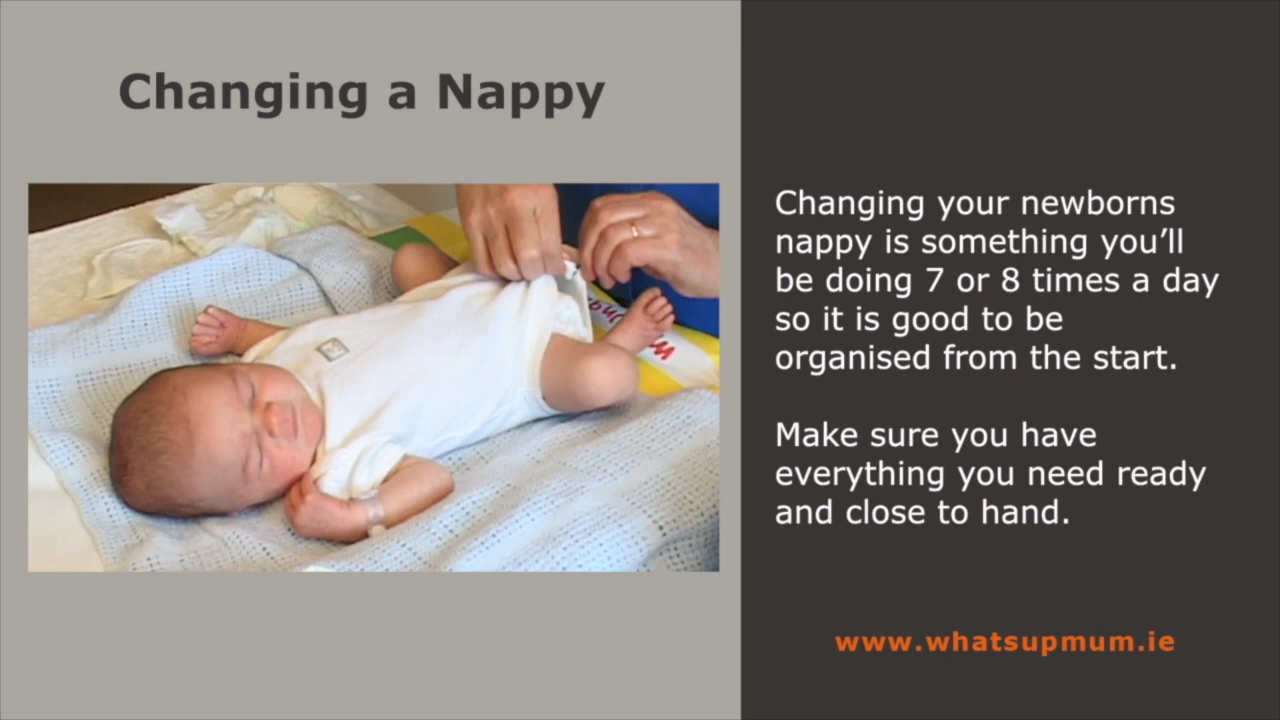 Changing a Nappy
Changing your newborns
nappy is something you’ll
be doing 7 or 8 times a day
so it is good to be
organised from the start.
Make sure you have
everything you need ready
and close to hand.
www.whatsupmum.ie